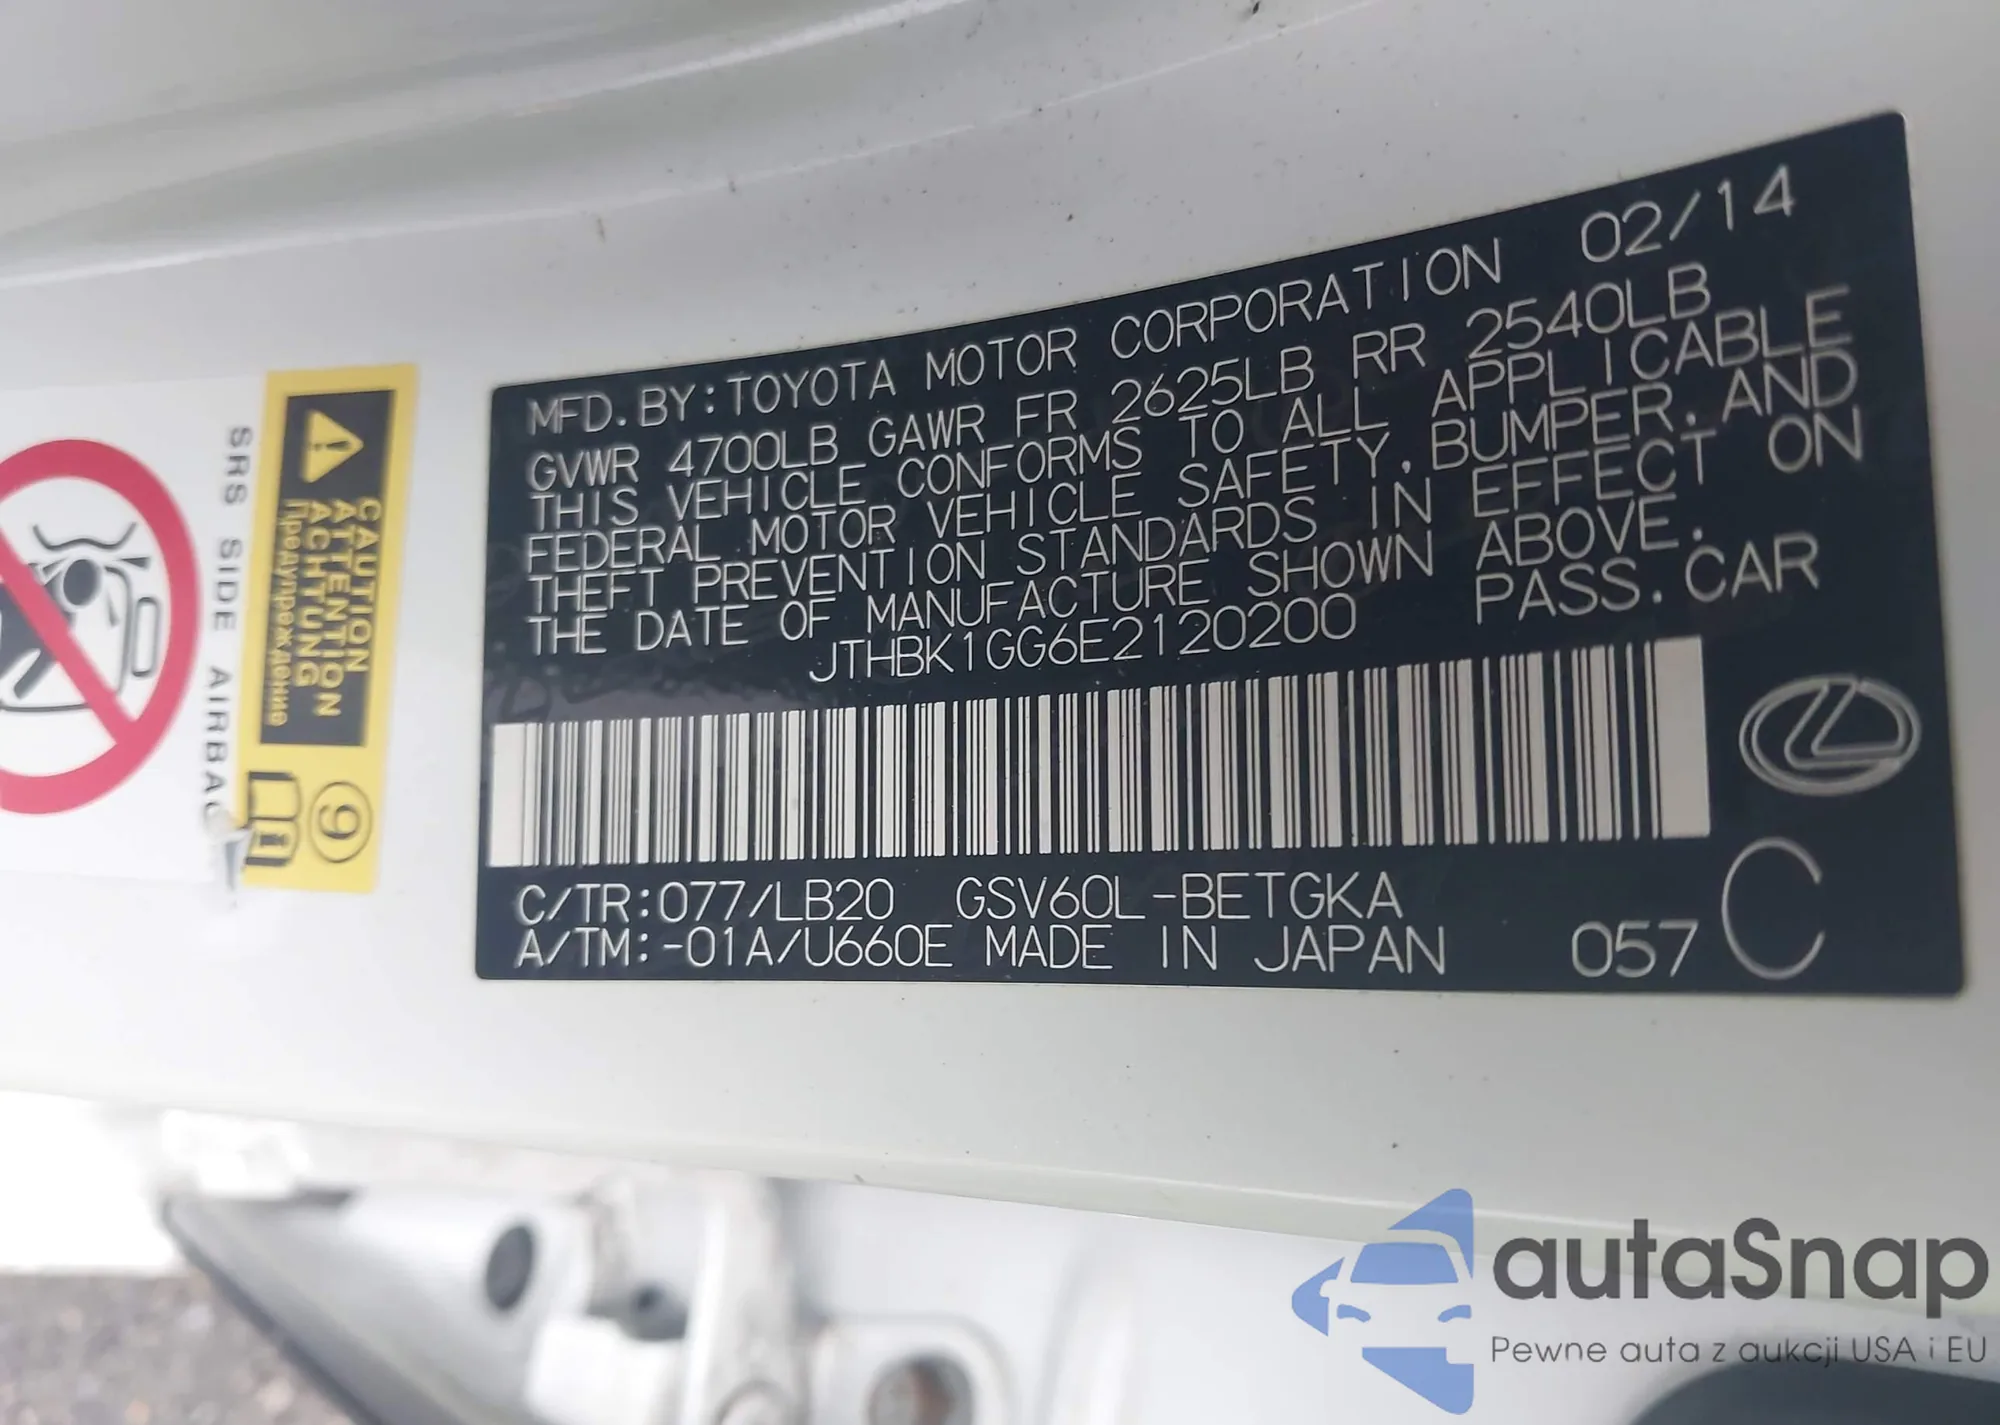 MFD.BY:TOYOTA MOTOR CORPORATION 02/14
GVWR 4700LB GAWR FR 2625LB RR 2540LB
THIS VEHICLE CONFORMS TO ALL APPLICABLE
FEDERAL MOTOR VEHICLE SAFETY, BUMPER, AND
THEFT PREVENTION STANDARDS IN EFFECT ON
THE DATE OF MANUFACTURE SHOWN ABOVE.
JTHBK1GG6E2120200 PASS.CAR
C/TR:077/LB20 GSV60L-BETGKA
A/TM:-01A/U660E MADE IN JAPAN 057 C
CAUTION
ATTENTION
ACHTUNG
Предупреждение
9
SRS SIDE AIRBAG
autaSnap
Pewne auta z aukcji USA i EU